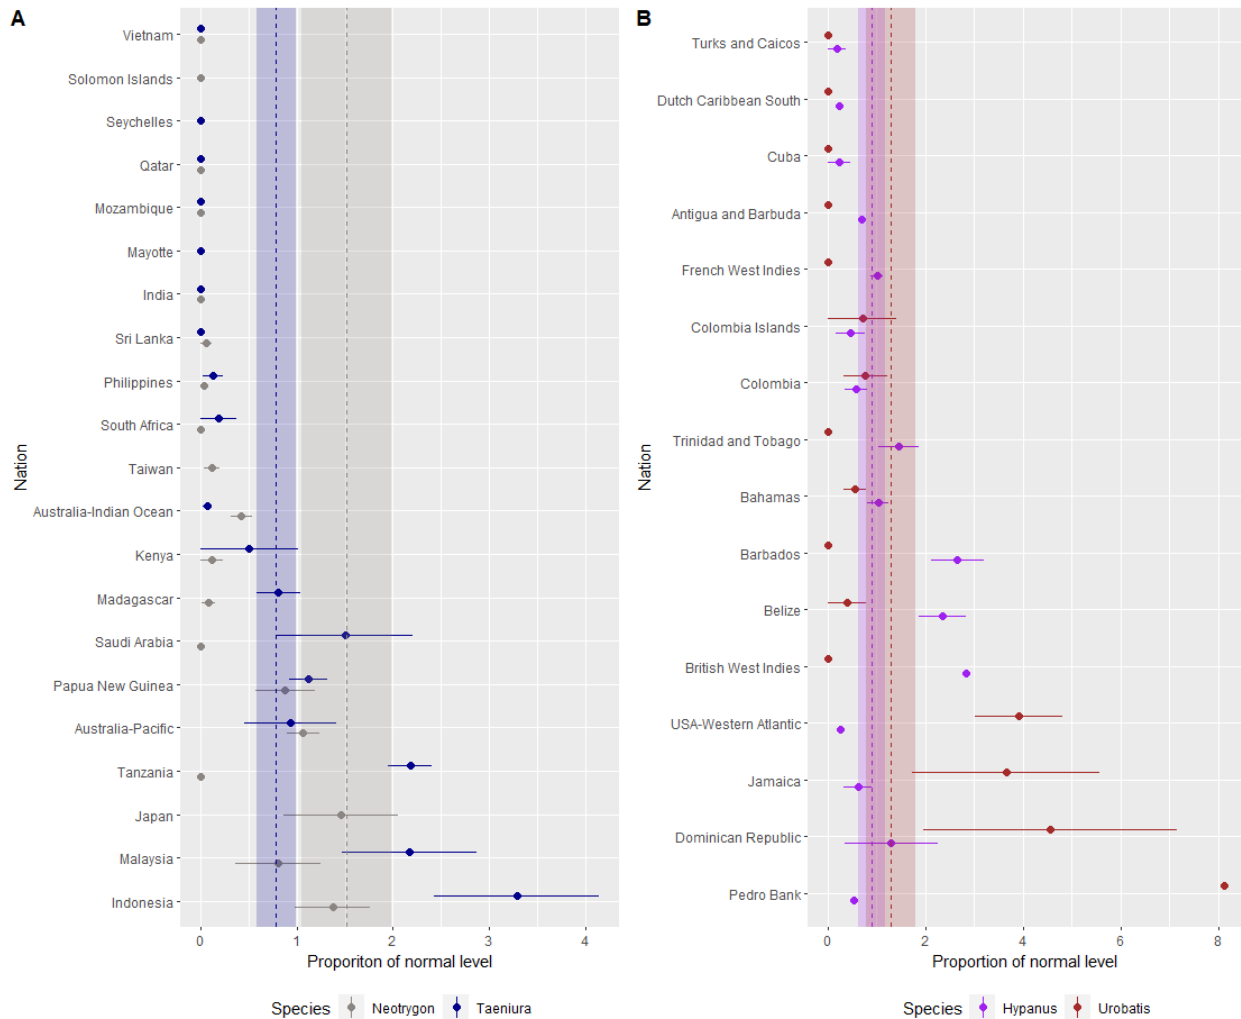 A
Nation
Vietnam
Solomon Islands
Seychelles
Qatar
Mozambique
Mayotte
India
Sri Lanka
Philippines
South Africa
Taiwan
Australia-Indian Ocean
Kenya
Madagascar
Saudi Arabia
Papua New Guinea
Australia-Pacific
Tanzania
Japan
Malaysia
Indonesia
0 1 2 3 4
Proporiton of normal level
Species Neotrygon Taeniura
B
Nation
Turks and Caicos
Dutch Caribbean South
Cuba
Antigua and Barbuda
French West Indies
Colombia Islands
Colombia
Trinidad and Tobago
Bahamas
Barbados
Belize
British West Indies
USA-Western Atlantic
Jamaica
Dominican Republic
Pedro Bank
0 2 4 6 8
Proportion of normal level
Species Hypanus Urobatis